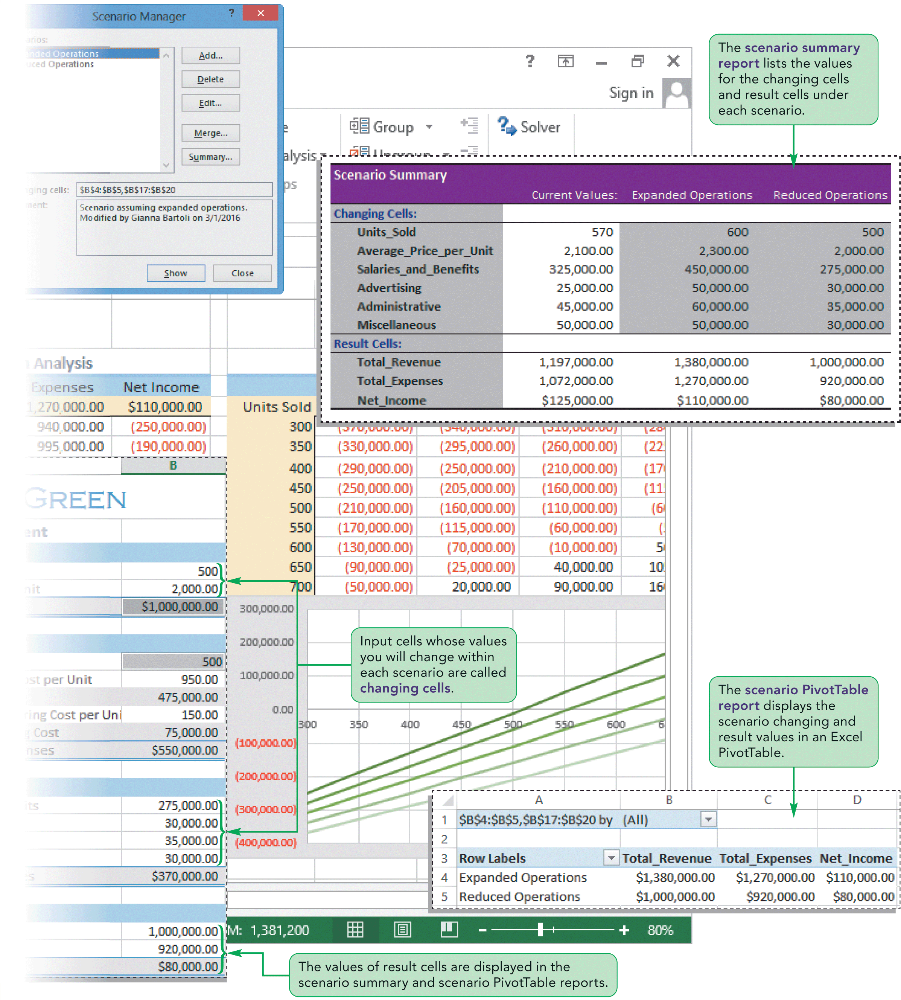 Scenario Manager ?
Expanded Operations
Reduced Operations
Add...
Delete
Edit...
Merge...
Summary...
cells: $B$4:$B$5,$B$17:$B$20
Scenario assuming expanded operations.
Modified by Gianna Bartoli on 3/1/2016
Show Close
?
Sign in
Group Solver
Ungroup
The scenario summary
report lists the values
for the changing cells
and result cells under
each scenario.
Scenario Summary
Current Values: Expanded Operations Reduced Operations
Changing Cells:
Units_Sold 570 600 500
Average_Price_per_Unit 2,100.00 2,300.00 2,000.00
Salaries_and_Benefits 325,000.00 450,000.00 275,000.00
Advertising 25,000.00 50,000.00 30,000.00
Administrative 45,000.00 60,000.00 35,000.00
Miscellaneous 50,000.00 50,000.00 30,000.00
Result Cells:
Total_Revenue 1,197,000.00 1,380,000.00 1,000,000.00
Total_Expenses 1,072,000.00 1,270,000.00 920,000.00
Net_Income $125,000.00 $110,000.00 $80,000.00
Analysis
Expenses Net Income
1,270,000.00 $110,000.00
940,000.00 (250,000.00)
995,000.00 (190,000.00)
Units Sold
300 (370,000.00) (340,000.00) (310,000.00)
350 (330,000.00) (295,000.00) (260,000.00)
400 (290,000.00) (250,000.00) (210,000.00)
450 (250,000.00) (205,000.00) (160,000.00)
500 (210,000.00) (160,000.00) (110,000.00)
550 (170,000.00) (115,000.00) (60,000.00)
600 (130,000.00) (70,000.00) (10,000.00)
650 (90,000.00) (25,000.00) 40,000.00
700 (50,000.00) 20,000.00 90,000.00
B
GREEN
500
2,000.00
$1,000,000.00
500
per Unit 950.00
475,000.00
Cost per Uni 150.00
Cost 75,000.00
$550,000.00
275,000.00
30,000.00
35,000.00
30,000.00
$370,000.00
1,000,000.00
920,000.00
$80,000.00
300,000.00
200,000.00
100,000.00
0.00
(100,000.00)
(200,000.00)
(300,000.00)
(400,000.00)
300 350 400 450 500 550 600
Input cells whose values
you will change within
each scenario are called
changing cells.
The scenario PivotTable
report displays the
scenario changing and
result values in an Excel
PivotTable.
A B C D
1 $B$4:$B$5,$B$17:$B$20 by (All)
2
3 Row Labels Total_Revenue Total_Expenses Net_Income
4 Expanded Operations $1,380,000.00 $1,270,000.00 $110,000.00
5 Reduced Operations $1,000,000.00 $920,000.00 $80,000.00
M: 1,381,200 80%
The values of result cells are displayed in the
scenario summary and scenario PivotTable reports.